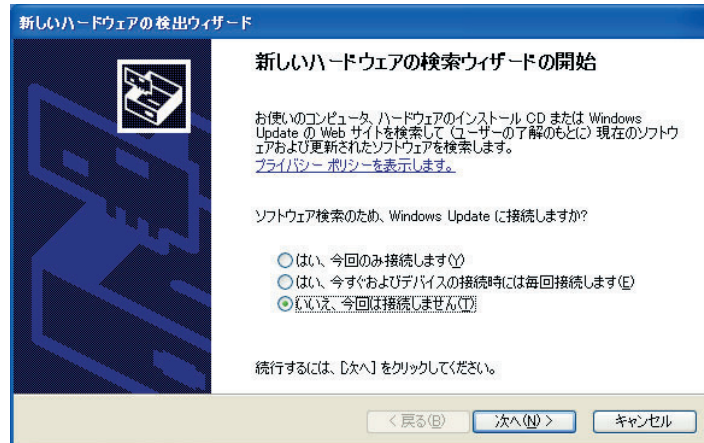 新しいハードウェアの検出ウィザード
新しいハードウェアの検索ウィザードの開始
お使いのコンピュータ、ハードウェアのインストール CD または Windows
Update の Web サイトを検索して (ユーザーの了解のもとに) 現在のソフトウ
ェアおよび更新されたソフトウェアを検索します。
プライバシー ポリシーを表示します。
ソフトウェア検索のため、Windows Update に接続しますか?
はい、今回のみ接続します(Y)
はい、今すぐおよびデバイスの接続時には毎回接続します(E)
いいえ、今回は接続しません(T)
続行するには、[次へ] をクリックしてください。
< 戻る(B) 次へ(N) > キャンセル